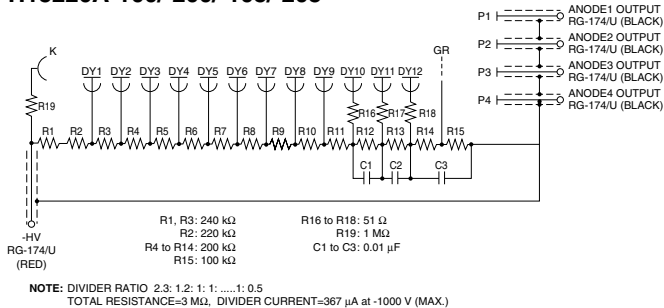 P1
ANODE1 OUTPUT
RG-174/U (BLACK)
P2
ANODE2 OUTPUT
RG-174/U (BLACK)
P3
ANODE3 OUTPUT
RG-174/U (BLACK)
P4
ANODE4 OUTPUT
RG-174/U (BLACK)
K
GR
DY1 DY2 DY3 DY4 DY5 DY6 DY7 DY8 DY9 DY10 DY11 DY12
R19
R16 R17 R18
R1 R2 R3 R4 R5 R6 R7 R8 R9 R10 R11 R12 R13 R14 R15
C1 C2 C3
-HV
RG-174/U
(RED)
R1, R3: 240 kΩ
R2: 220 kΩ
R4 to R14: 200 kΩ
R15: 100 kΩ
R16 to R18: 51 Ω
R19: 1 MΩ
C1 to C3: 0.01 μF
NOTE: DIVIDER RATIO 2.3: 1.2: 1: 1: .....1: 0.5
TOTAL RESISTANCE=3 MΩ, DIVIDER CURRENT=367 μA at -1000 V (MAX.)